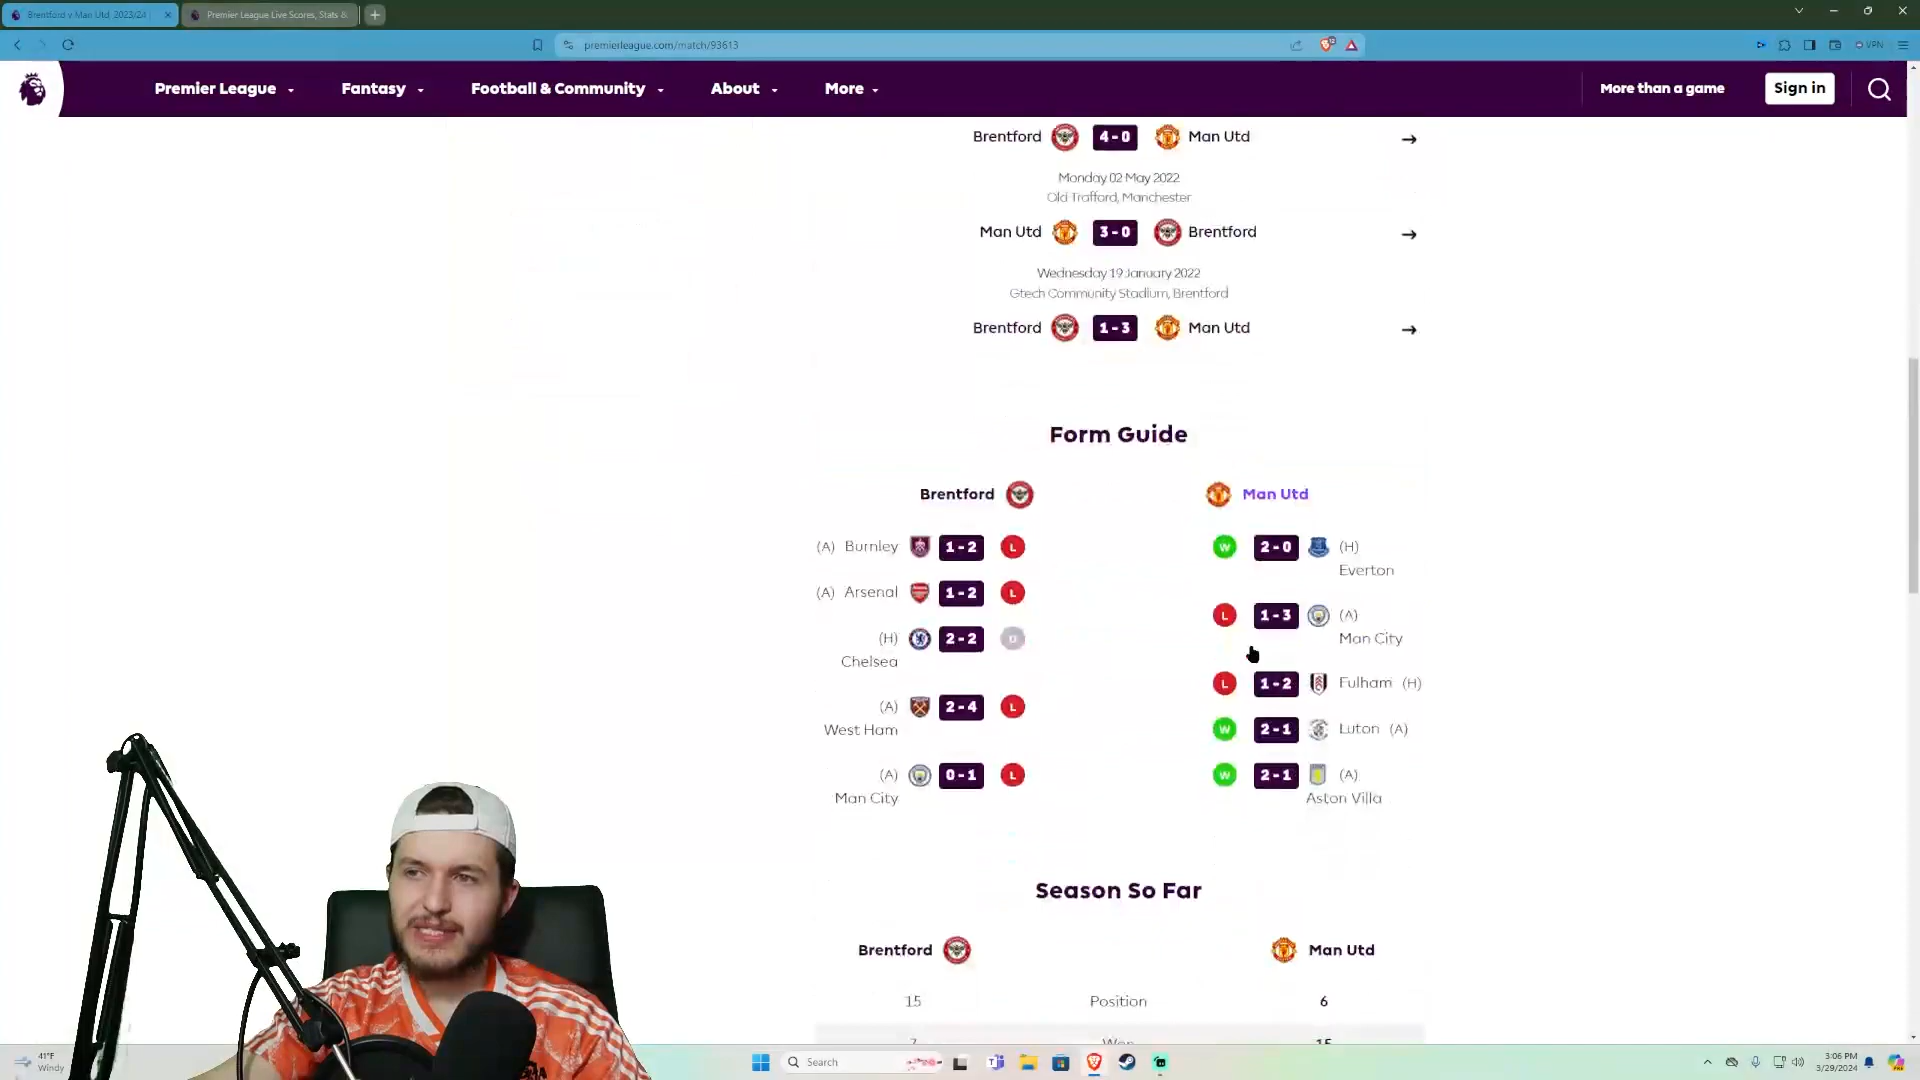 Brentford v Man Utd, 2023/24
Premier League Live Scores, Stats &
premierleague.com/match/93613
VPN
Premier League
Fantasy
Football & Community
About
More
More than a game
Sign in
Brentford 4 - 0 Man Utd
Monday 02 May 2022
Old Trafford, Manchester
Man Utd 3 - 0 Brentford
Wednesday 19 January 2022
Gtech Community Stadium, Brentford
Brentford 1 - 3 Man Utd
Form Guide
Brentford
Man Utd
(A) Burnley 1 - 2 L
W 2 - 0 (H)
Everton
(A) Arsenal 1 - 2 L
L 1 - 3 (A)
Man City
(H) 2 - 2 D
Chelsea
L 1 - 2 Fulham (H)
(A) 2 - 4 L
West Ham
W 2 - 1 Luton (A)
(A) 0 - 1 L
Man City
W 2 - 1 (A)
Aston Villa
Season So Far
Brentford
Man Utd
15 Position 6
7 Won 15
41°F
Windy
Search
3:06 PM
3/29/2024